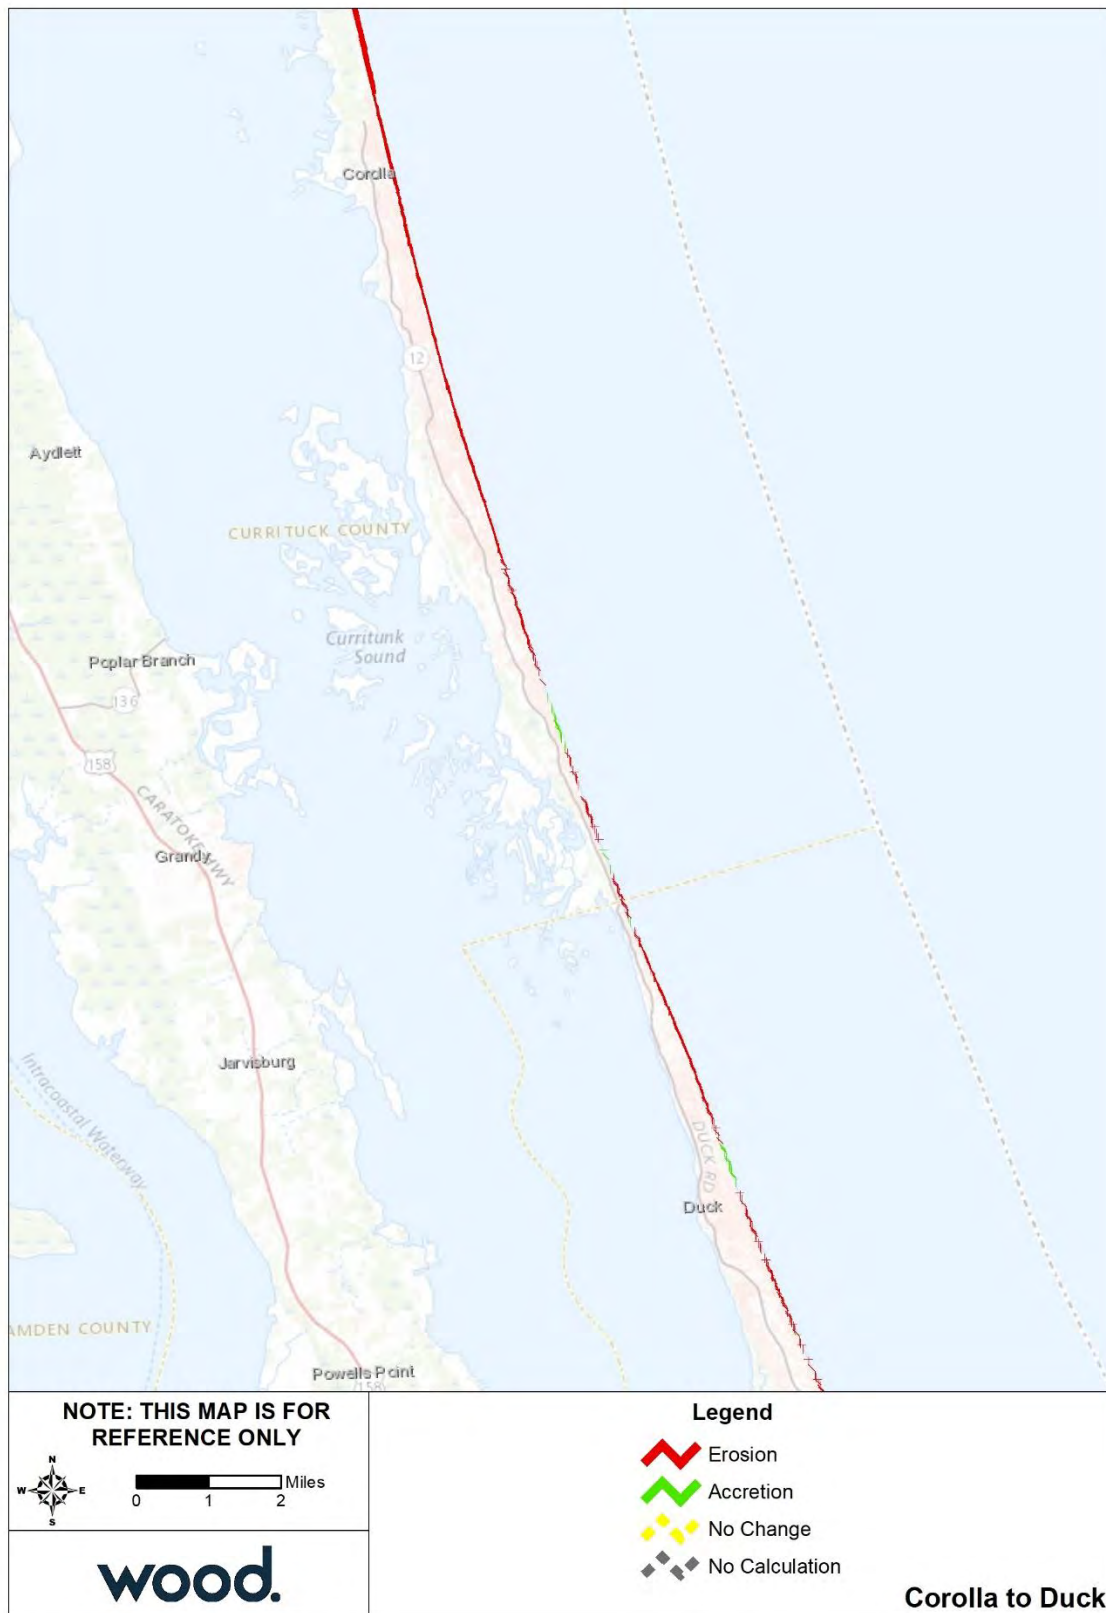 Corolla
12
Aydlett
CURRITUCK COUNTY
Curritunk
Sound
Poplar Branch
136
158
CARATOKE HWY
Grandy
Jarvisburg
Intracoastal Waterway
DUCK RD
Duck
AMDEN COUNTY
Powells Point
158
NOTE: THIS MAP IS FOR
REFERENCE ONLY
N
W E
S
Miles
0 1 2
wood.
Legend
Erosion
Accretion
No Change
No Calculation
Corolla to Duck